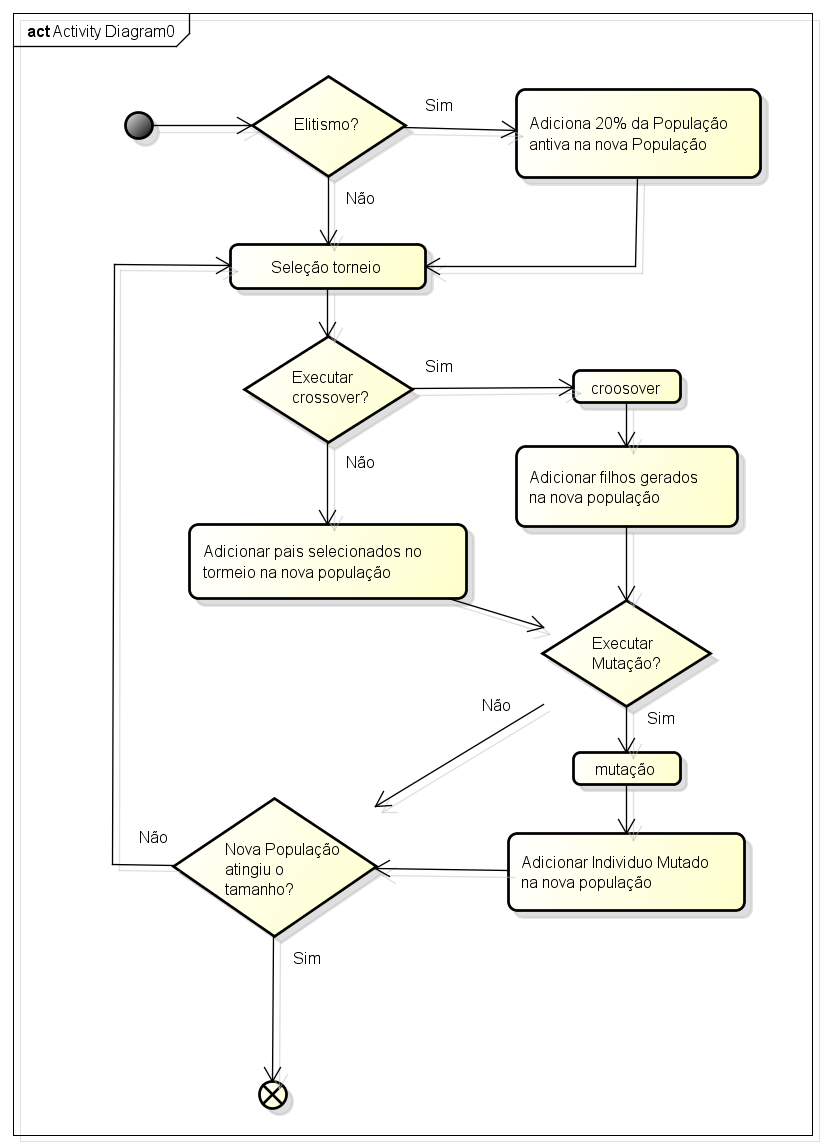 act Activity Diagram0
Elitismo?
Sim
Adiciona 20% da População
antiva na nova População
Não
Seleção torneio
Executar
crossover?
Sim
croosover
Não
Adicionar filhos gerados
na nova população
Adicionar pais selecionados no
tormeio na nova população
Executar
Mutação?
Não
Sim
mutação
Não
Nova População
atingiu o
tamanho?
Adicionar Individuo Mutado
na nova população
Sim